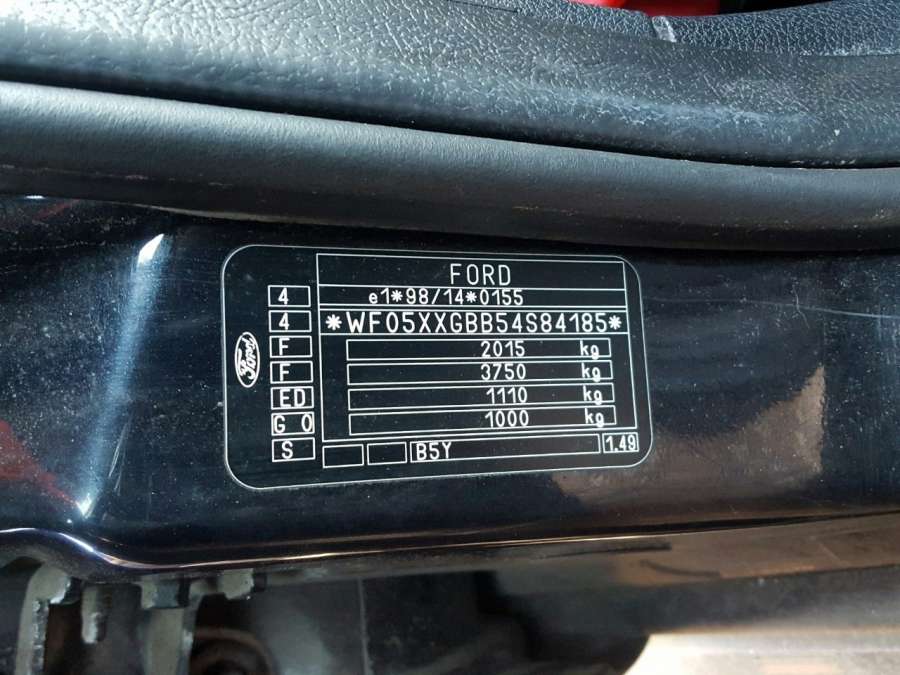 FORD
4 e1*98/14*0155
4 *WF05XXGBB54S84185*
F 2015 kg
F 3750 kg
ED 1110 kg
G 0 1000 kg
S B5Y 1.49
Ford